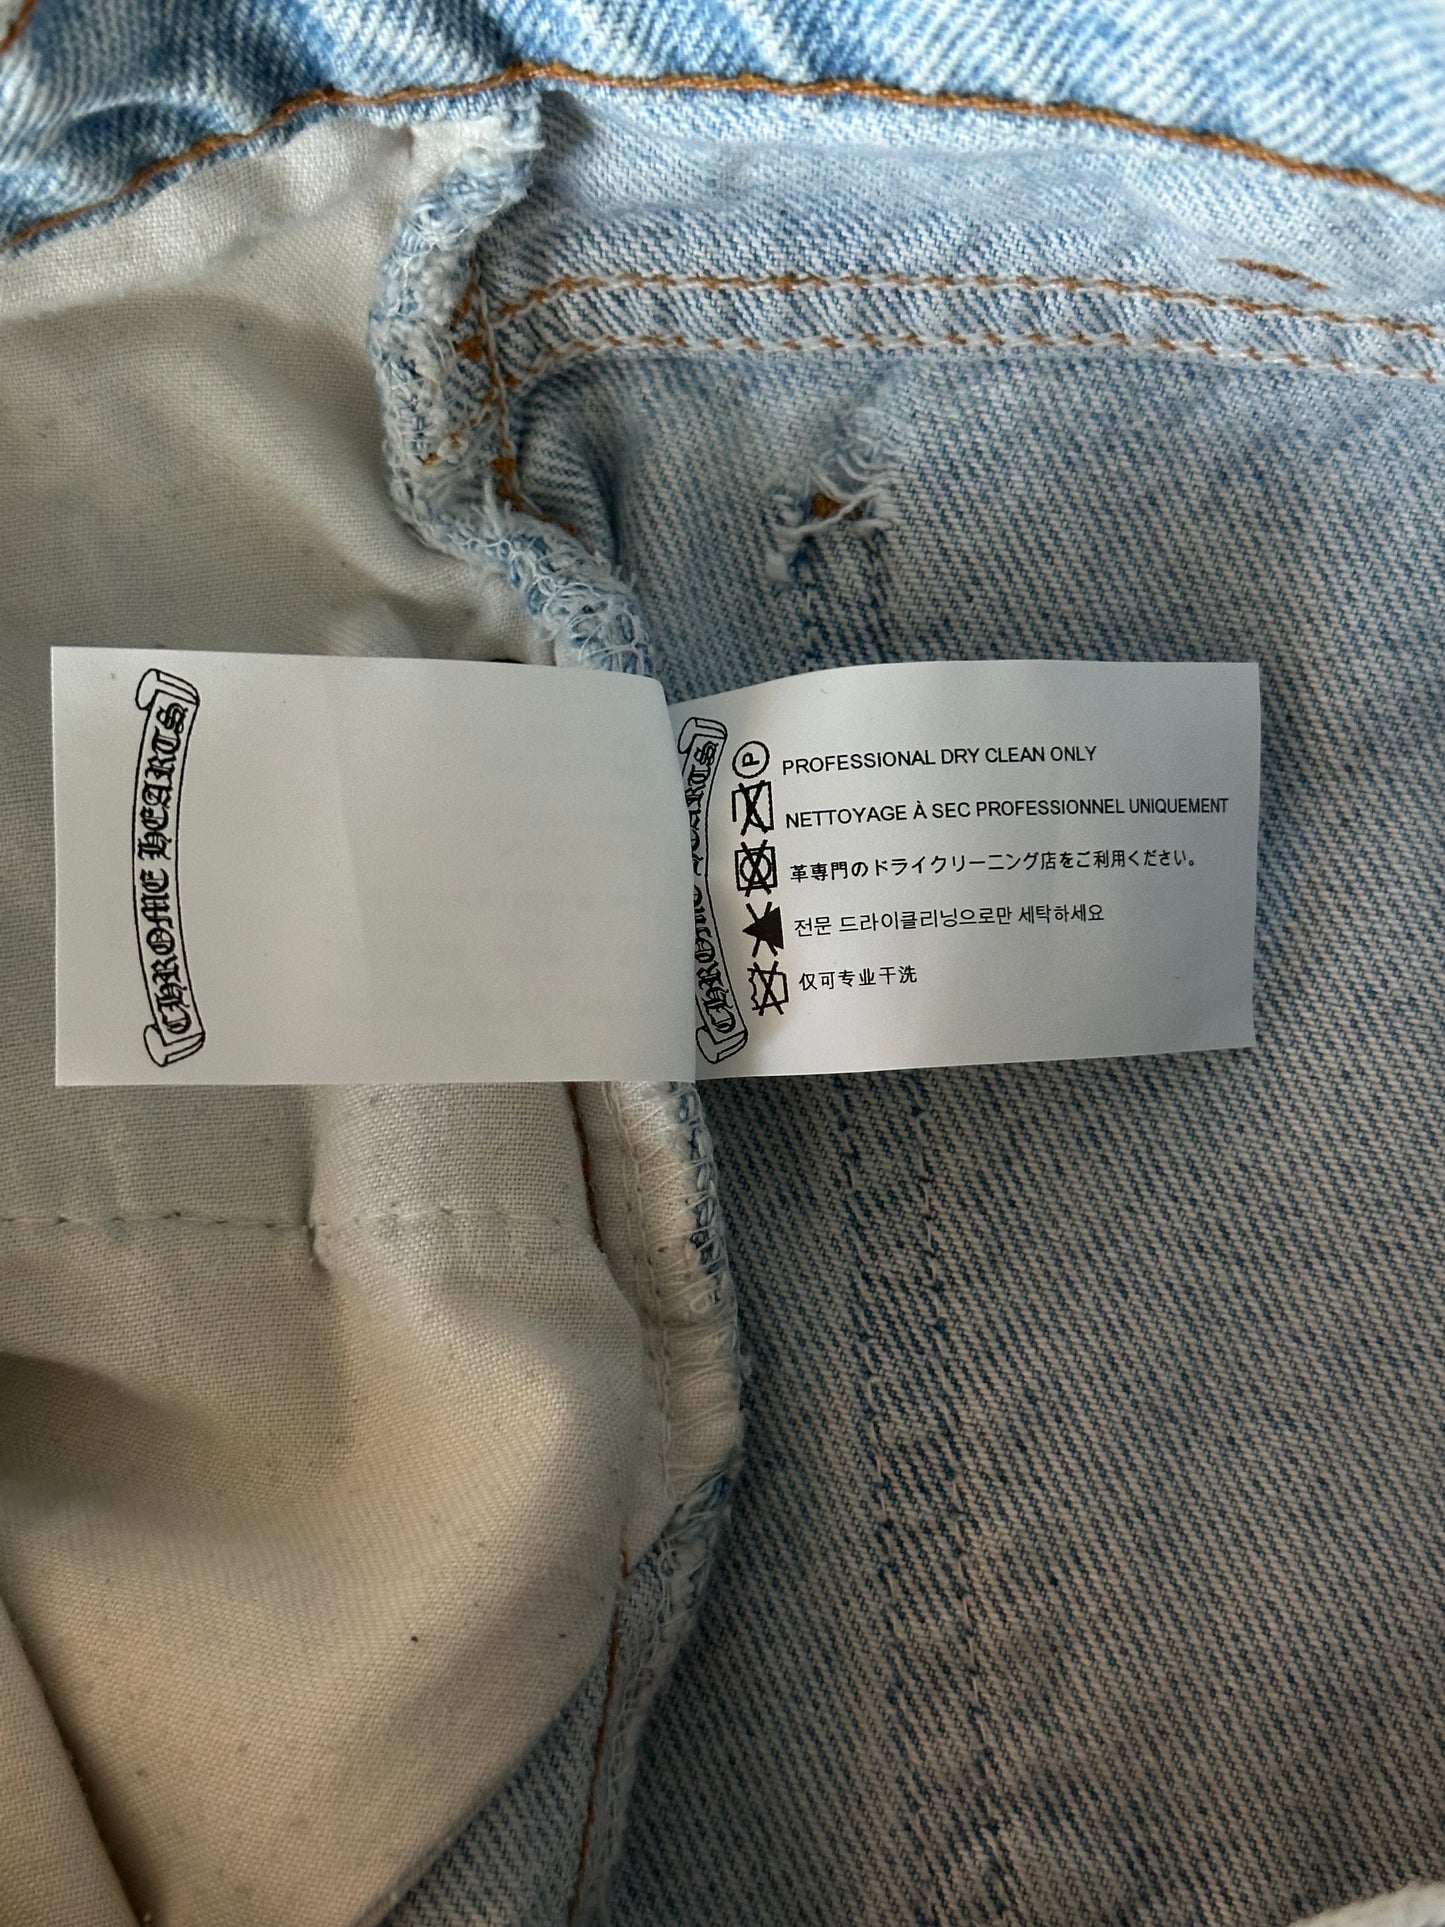 CHROME HEARTS
CHROME HEARTS
P PROFESSIONAL DRY CLEAN ONLY
NETTOYAGE À SEC PROFESSIONNEL UNIQUEMENT
革専門のドライクリーニング店をご利用ください。
전문 드라이클리닝으로만 세탁하세요
仅可专业干洗